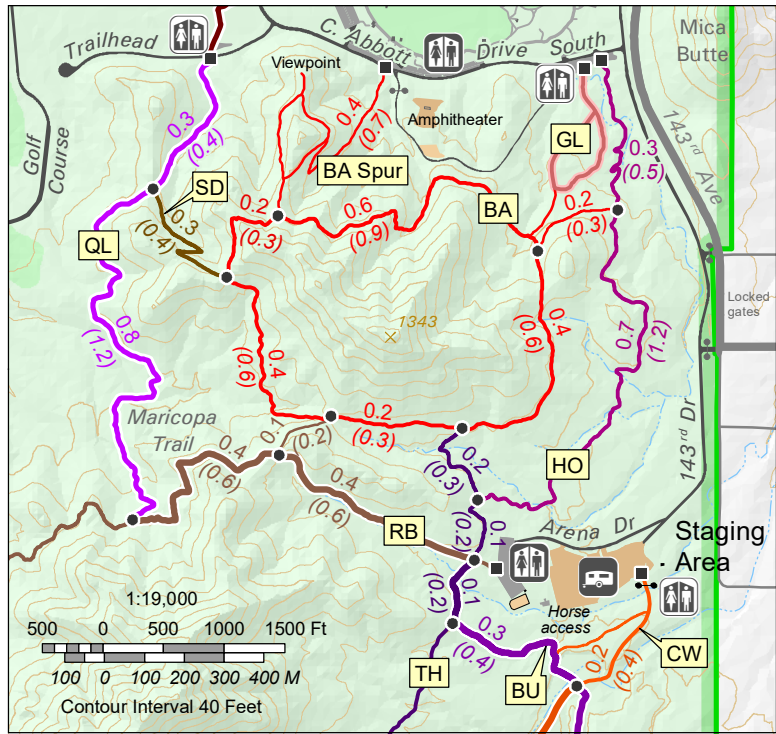 Trailhead
C. Abbott Drive South
Mica
Butte
Viewpoint
Amphitheater
Golf
Course
143rd Ave
0.3
(0.4)
0.4
(0.7)
GL
0.3
(0.5)
BA Spur
SD
0.3
(0.4)
0.2
(0.3)
0.6
(0.9)
BA
0.2
(0.3)
QL
Locked
gates
1343
0.8
(1.2)
0.4
(0.6)
0.4
(0.6)
0.7
(1.2)
Maricopa
Trail
0.1
(0.2)
0.2
(0.3)
143rd Dr
0.4
(0.6)
0.4
(0.6)
0.2
(0.3)
HO
RB
0.1
(0.2)
Arena Dr
Staging
Area
1:19,000
500 0 500 1000 1500 Ft
100 0 100 200 300 400 M
Contour Interval 40 Feet
0.1
(0.2)
Horse
access
0.3
(0.4)
TH
BU
0.2
(0.4)
CW